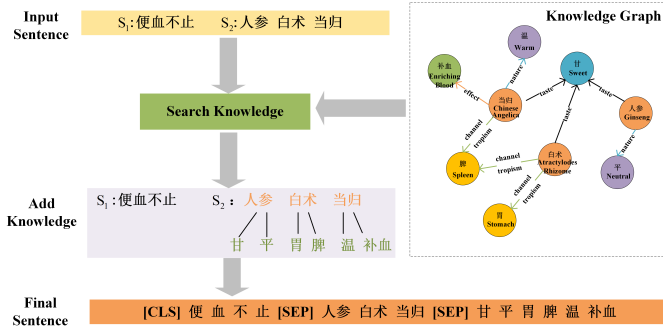 Input
Sentence
S1:便血不止 S2:人参 白术 当归
Search Knowledge
Add
Knowledge
S1:便血不止 S2： 人参 白术 当归
甘 平 胃 脾 温 补血
Final
Sentence
[CLS] 便 血 不 止 [SEP] 人参 白术 当归 [SEP] 甘 平 胃 脾 温 补血
Knowledge Graph
温
Warm
甘
Sweet
补血
Enriching
Blood
nature
effect
当归
Chinese
Angelica
taste
taste
taste
人参
Ginseng
channel
tropism
nature
脾
Spleen
channel
tropism
白术
Atractylodes
Rhizome
平
Neutral
channel
tropism
胃
Stomach